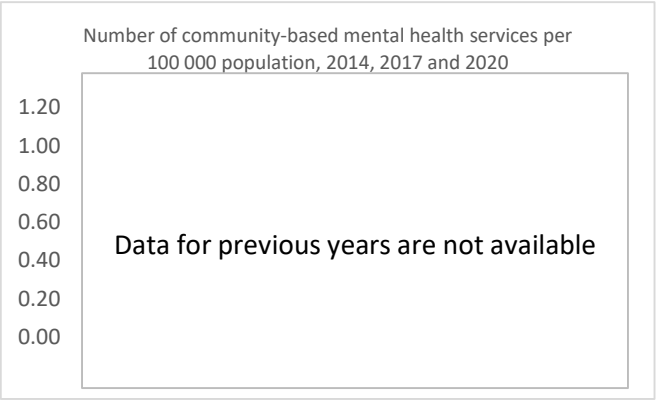 Number of community-based mental health services per
100 000 population, 2014, 2017 and 2020
1.20
1.00
0.80
0.60
0.40
0.20
0.00
Data for previous years are not available